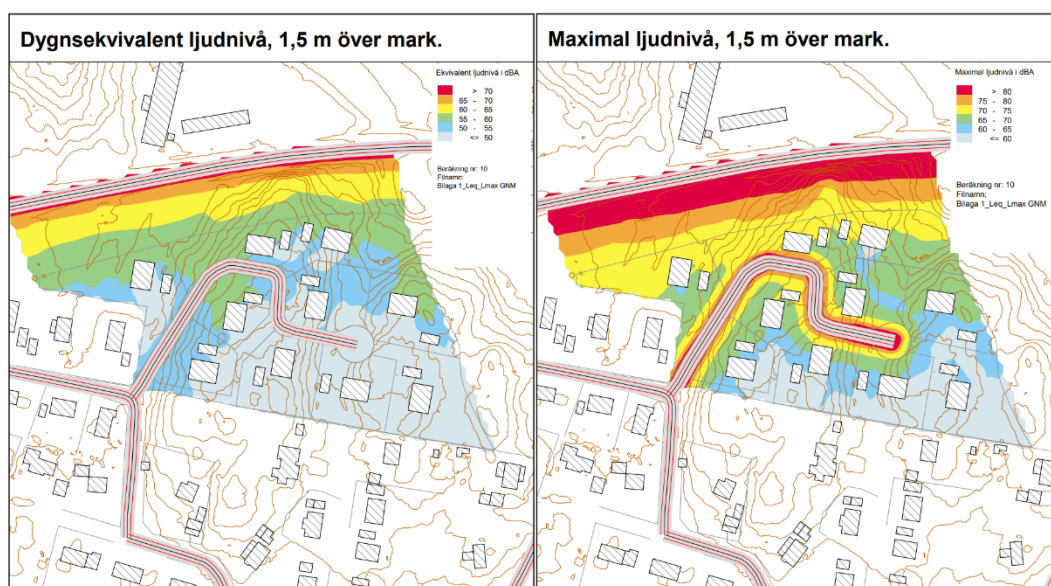 Dygnsekvivalent ljudnivå, 1,5 m över mark.
Ekvivalent ljudnivå i dBA
> 70
65 - 70
60 - 65
55 - 60
50 - 55
<= 50
Beräkning nr: 10
Filnamn:
Bilaga 1_Leq_Lmax GNM
Maximal ljudnivå, 1,5 m över mark.
Maximal ljudnivå i dBA
> 80
75 - 80
70 - 75
65 - 70
60 - 65
<= 60
Beräkning nr: 10
Filnamn:
Bilaga 1_Leq_Lmax GNM